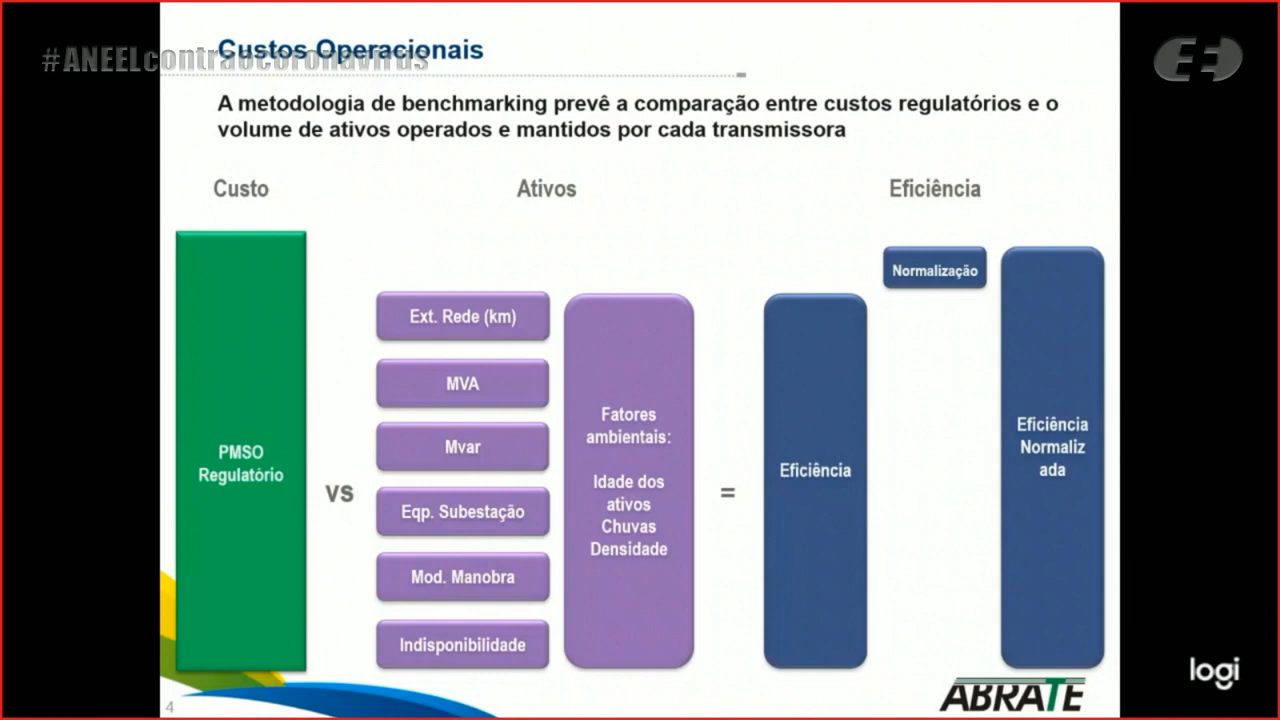 Custos Operacionais
#ANEELcontraocoronavirus
A metodologia de benchmarking prevê a comparação entre custos regulatórios e o
volume de ativos operados e mantidos por cada transmissora
Custo
Ativos
Eficiência
PMSO
Regulatório
vs
Ext. Rede (km)
MVA
Mvar
Eqp. Subestação
Mod. Manobra
Indisponibilidade
Fatores
ambientais:
Idade dos
ativos
Chuvas
Densidade
=
Eficiência
Normalização
Eficiência
Normaliz
ada
4
ABRATE
logi